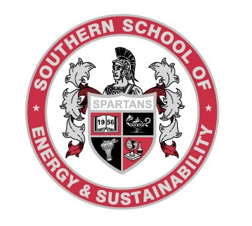 SOUTHERN SCHOOL OF
SPARTANS
1956
ENERGY & SUSTAINABILITY